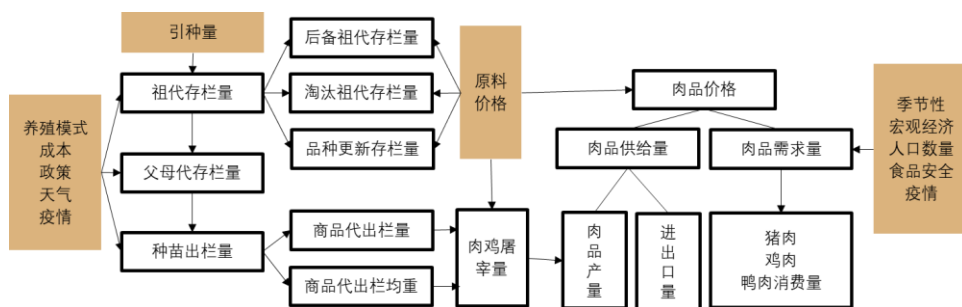 引种量
祖代存栏量
父母代存栏量
种苗出栏量
养殖模式
成本
政策
天气
疫情
后备祖代存栏量
淘汰祖代存栏量
品种更新存栏量
商品代出栏量
商品代出栏均重
原料
价格
肉鸡屠
宰量
肉品价格
肉品供给量
肉品需求量
肉
品
产
量
进
出
口
量
猪肉
鸡肉
鸭肉消费量
季节性
宏观经济
人口数量
食品安全
疫情